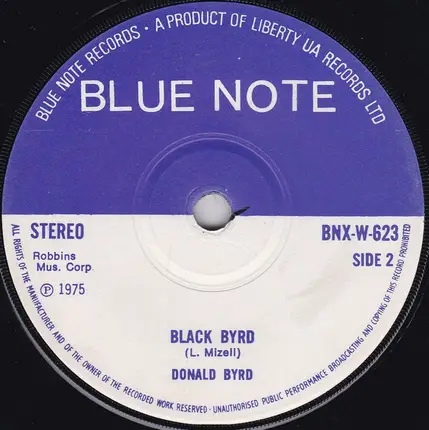 BLUE NOTE RECORDS · A PRODUCT OF LIBERTY UA RECORDS LTD
BLUE NOTE
STEREO
BNX-W-623
Robbins
Mus. Corp
SIDE 2
℗ 1975
BLACK BYRD
(L. Mizell)
DONALD BYRD
ALL RIGHTS OF THE MANUFACTURER AND OF THE OWNER OF THE RECORDED WORK RESERVED · UNAUTHORISED PUBLIC PERFORMANCE BROADCASTING AND COPYING OF THIS RECORD PROHIBITED